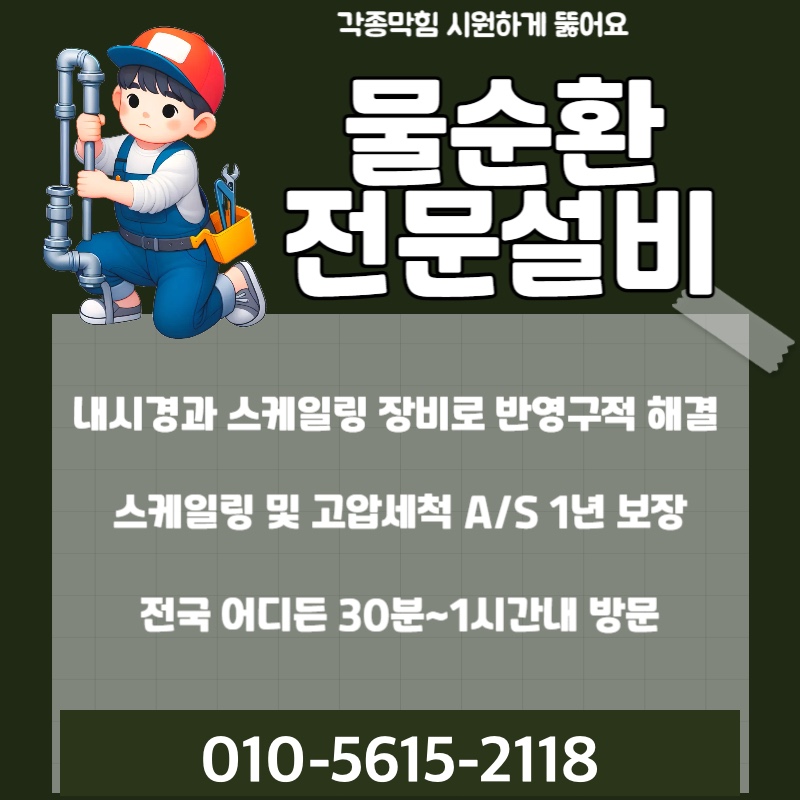 각종막힘 시원하게 뚫어요
물순환
전문설비
내시경과 스케일링 장비로 반영구적 해결
스케일링 및 고압세척 A/S 1년 보장
전국 어디든 30분~1시간내 방문
010-5615-2118